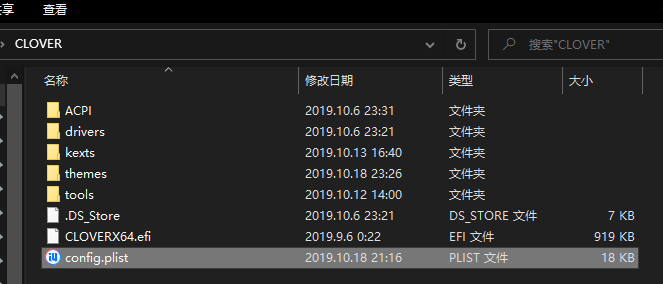 享 查看
CLOVER 搜索"CLOVER"
名称 修改日期 类型 大小
ACPI 2019.10.6 23:31 文件夹
drivers 2019.10.6 23:21 文件夹
kexts 2019.10.13 16:40 文件夹
themes 2019.10.18 23:26 文件夹
tools 2019.10.12 14:00 文件夹
.DS_Store 2019.10.6 23:21 DS_STORE 文件 7 KB
CLOVERX64.efi 2019.9.6 0:22 EFI 文件 919 KB
config.plist 2019.10.18 21:16 PLIST 文件 18 KB